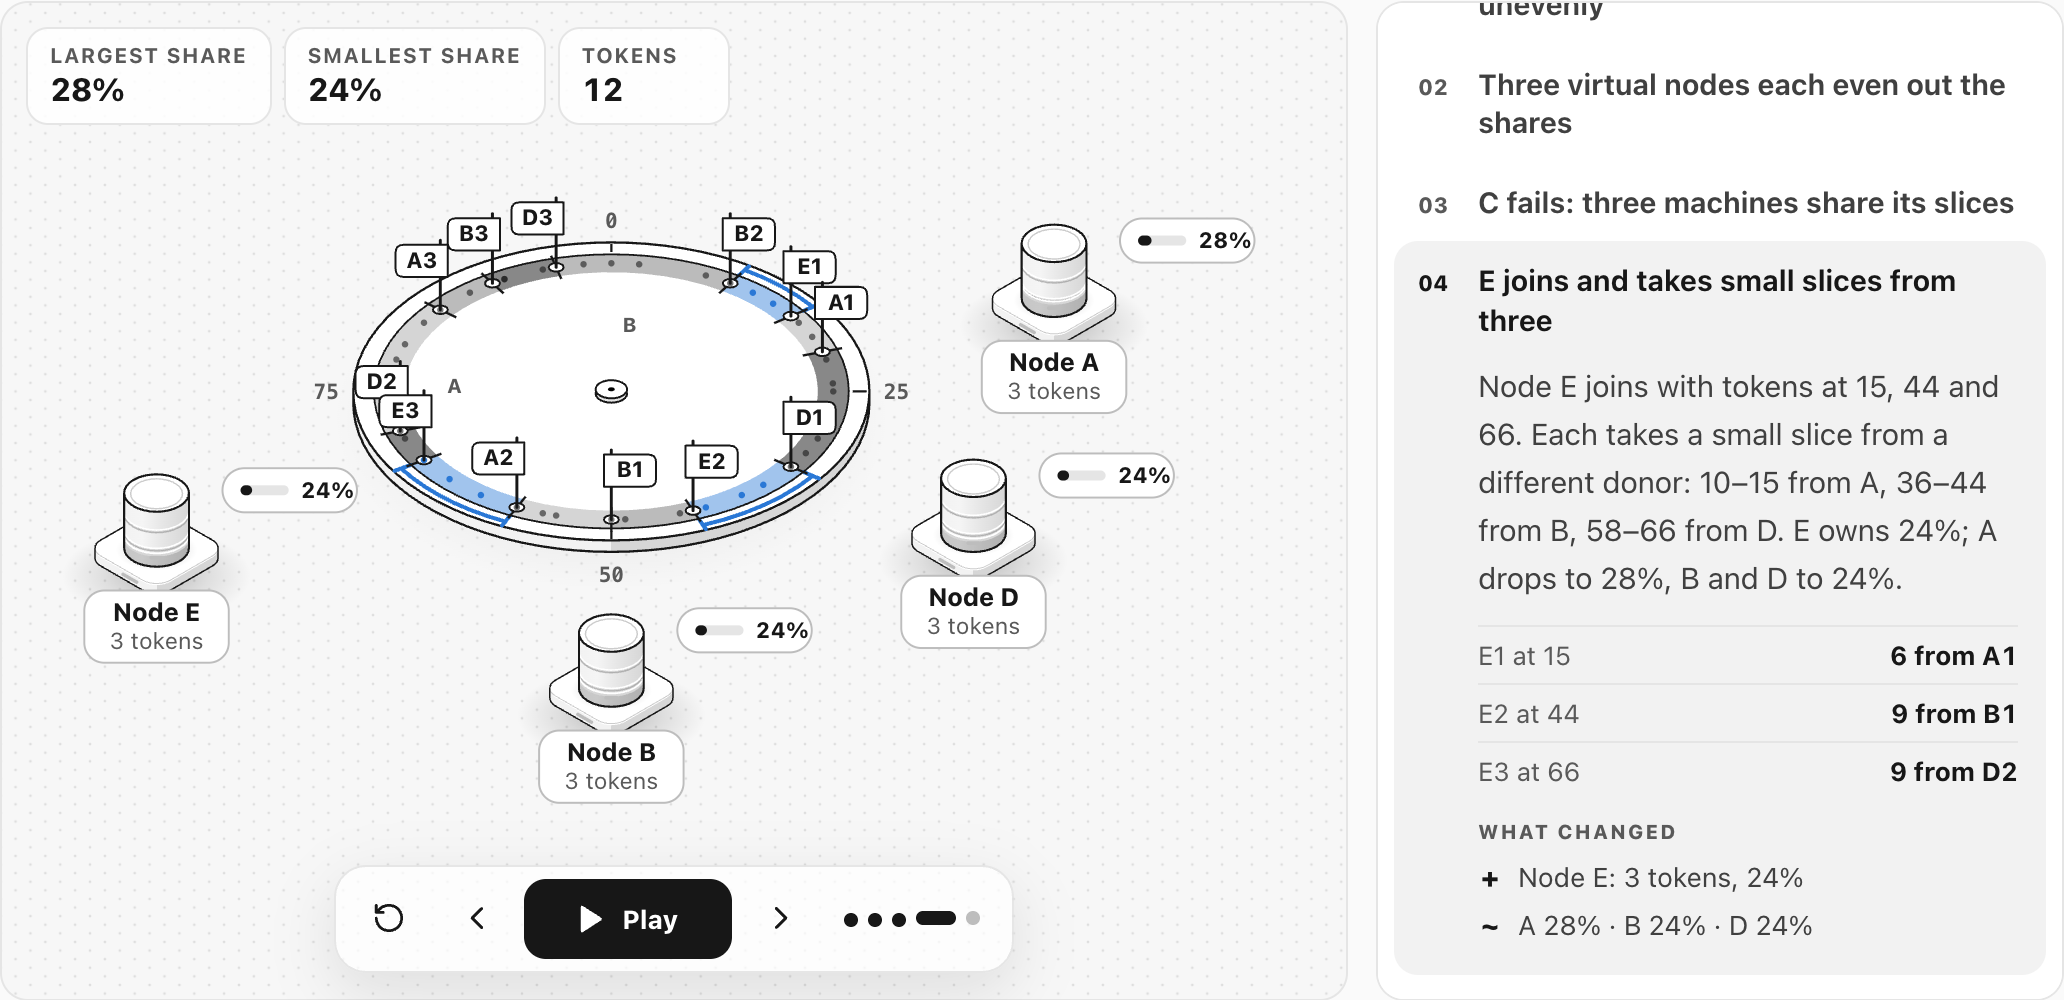 LARGEST SHARE
28%
SMALLEST SHARE
24%
TOKENS
12
0
D3
B3
B2
A3
E1
A1
B
75
D2
A
25
E3
D1
A2
B1
E2
50
28%
Node A
3 tokens
24%
Node D
3 tokens
24%
Node E
3 tokens
24%
Node B
3 tokens
Play
unevenly
02 Three virtual nodes each even out the
shares
03 C fails: three machines share its slices
04 E joins and takes small slices from
three
Node E joins with tokens at 15, 44 and
66. Each takes a small slice from a
different donor: 10–15 from A, 36–44
from B, 58–66 from D. E owns 24%; A
drops to 28%, B and D to 24%.
E1 at 15 6 from A1
E2 at 44 9 from B1
E3 at 66 9 from D2
WHAT CHANGED
+ Node E: 3 tokens, 24%
~ A 28% · B 24% · D 24%